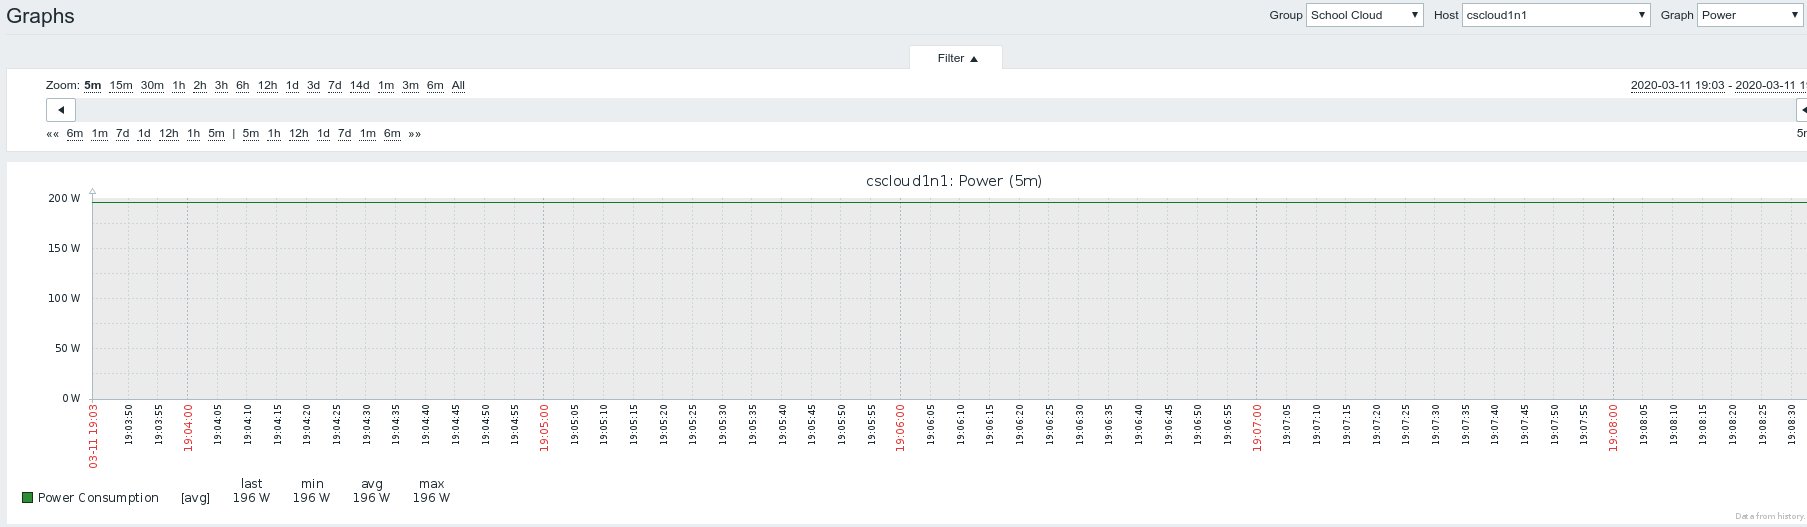 Graphs
Group School Cloud Host cscloud1n1 Graph Power
Filter
Zoom: 5m 15m 30m 1h 2h 3h 6h 12h 1d 3d 7d 14d 1m 3m 6m All
2020-03-11 19:03 - 2020-03-11
«« 6m 1m 7d 1d 12h 1h 5m | 5m 1h 12h 1d 7d 1m 6m »»
cscloud1n1: Power (5m)
200 W
150 W
100 W
50 W
0 W
03-11 19:03 19:03:50 19:03:55 19:04:00 19:04:05 19:04:10 19:04:15 19:04:20 19:04:25 19:04:30 19:04:35 19:04:40 19:04:45 19:04:50 19:04:55 19:05:00 19:05:05 19:05:10 19:05:15 19:05:20 19:05:25 19:05:30 19:05:35 19:05:40 19:05:45 19:05:50 19:05:55 19:06:00 19:06:05 19:06:10 19:06:15 19:06:20 19:06:25 19:06:30 19:06:35 19:06:40 19:06:45 19:06:50 19:06:55 19:07:00 19:07:05 19:07:10 19:07:15 19:07:20 19:07:25 19:07:30 19:07:35 19:07:40 19:07:45 19:07:50 19:07:55 19:08:00 19:08:05 19:08:10 19:08:15 19:08:20 19:08:25 19:08:30
last min avg max
Power Consumption [avg] 196 W 196 W 196 W 196 W
Data from history.